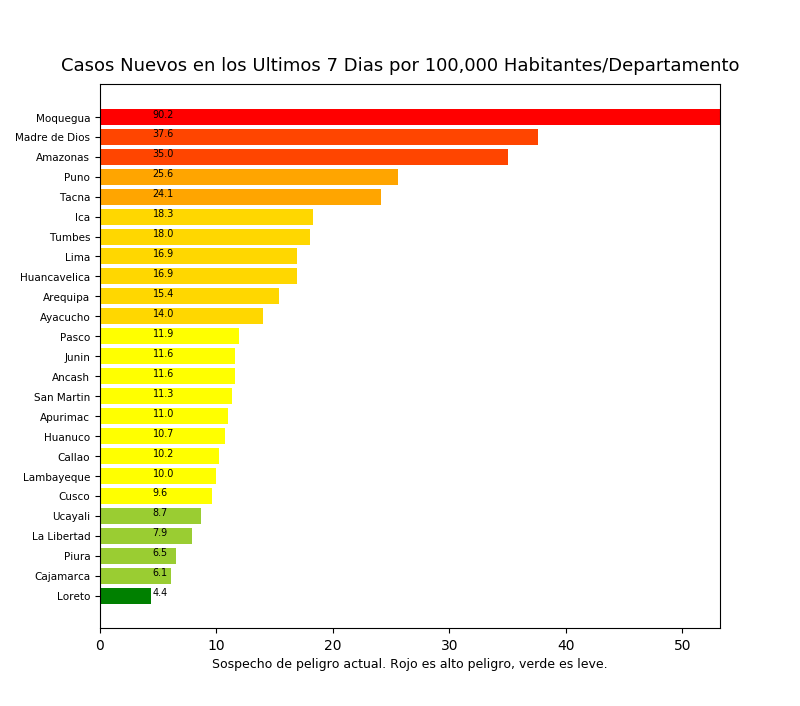 Casos Nuevos en los Ultimos 7 Dias por 100,000 Habitantes/Departamento
Moquegua 90.2
Madre de Dios 37.6
Amazonas 35.0
Puno 25.6
Tacna 24.1
Ica 18.3
Tumbes 18.0
Lima 16.9
Huancavelica 16.9
Arequipa 15.4
Ayacucho 14.0
Pasco 11.9
Junin 11.6
Ancash 11.6
San Martin 11.3
Apurimac 11.0
Huanuco 10.7
Callao 10.2
Lambayeque 10.0
Cusco 9.6
Ucayali 8.7
La Libertad 7.9
Piura 6.5
Cajamarca 6.1
Loreto 4.4
0 10 20 30 40 50
Sospecho de peligro actual. Rojo es alto peligro, verde es leve.